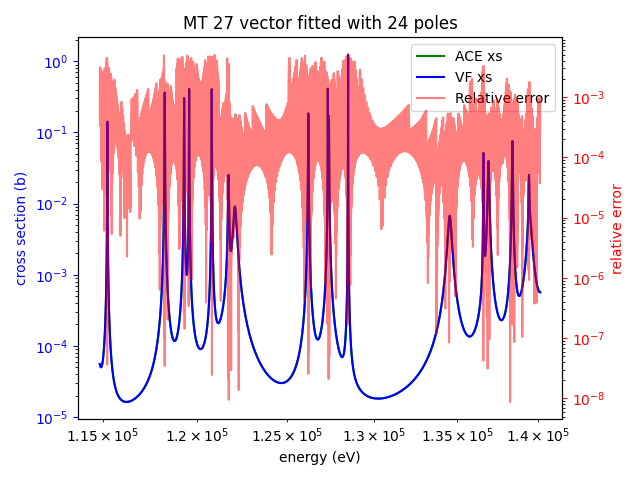 MT 27 vector fitted with 24 poles
ACE xs
VF xs
Relative error
10⁰
10⁻¹
10⁻²
10⁻³
10⁻⁴
10⁻⁵
cross section (b)
10⁻³
10⁻⁴
10⁻⁵
10⁻⁶
10⁻⁷
10⁻⁸
relative error
1.15 × 10⁵ 1.2 × 10⁵ 1.25 × 10⁵ 1.3 × 10⁵ 1.35 × 10⁵ 1.4 × 10⁵
energy (eV)